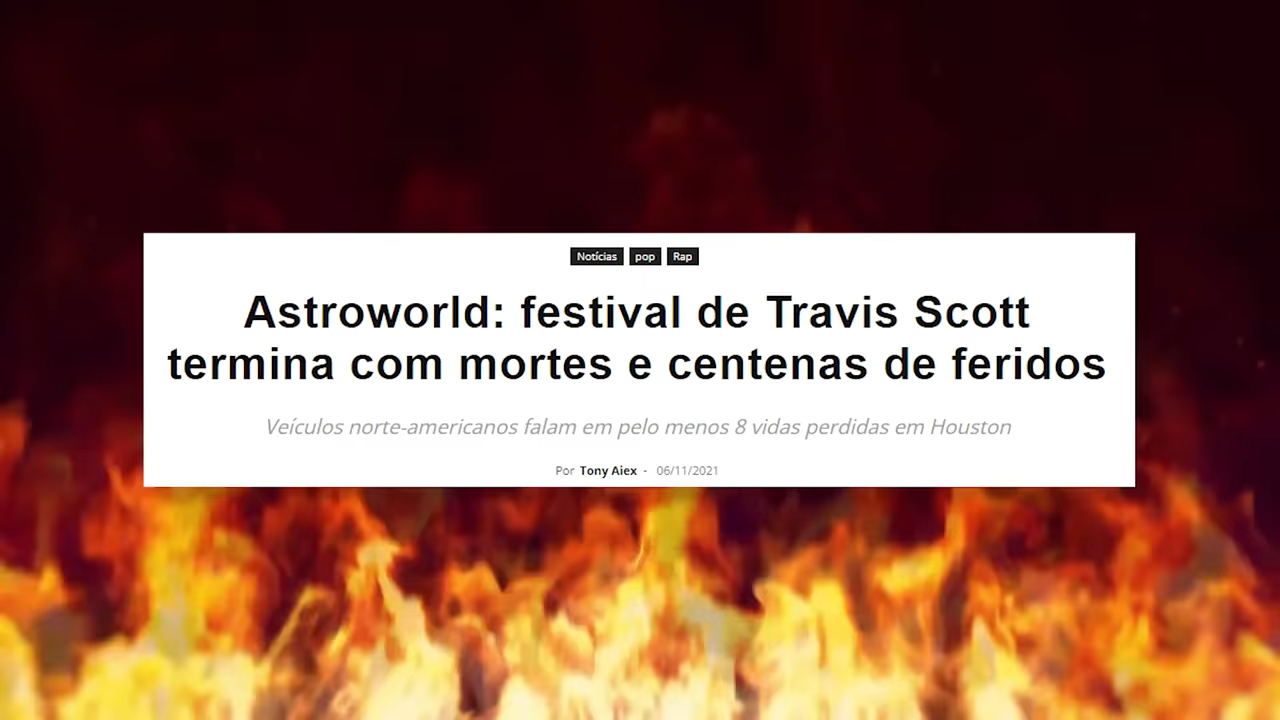 Notícias pop Rap
Astroworld: festival de Travis Scott
termina com mortes e centenas de feridos
Veículos norte-americanos falam em pelo menos 8 vidas perdidas em Houston
Por Tony Aiex - 06/11/2021